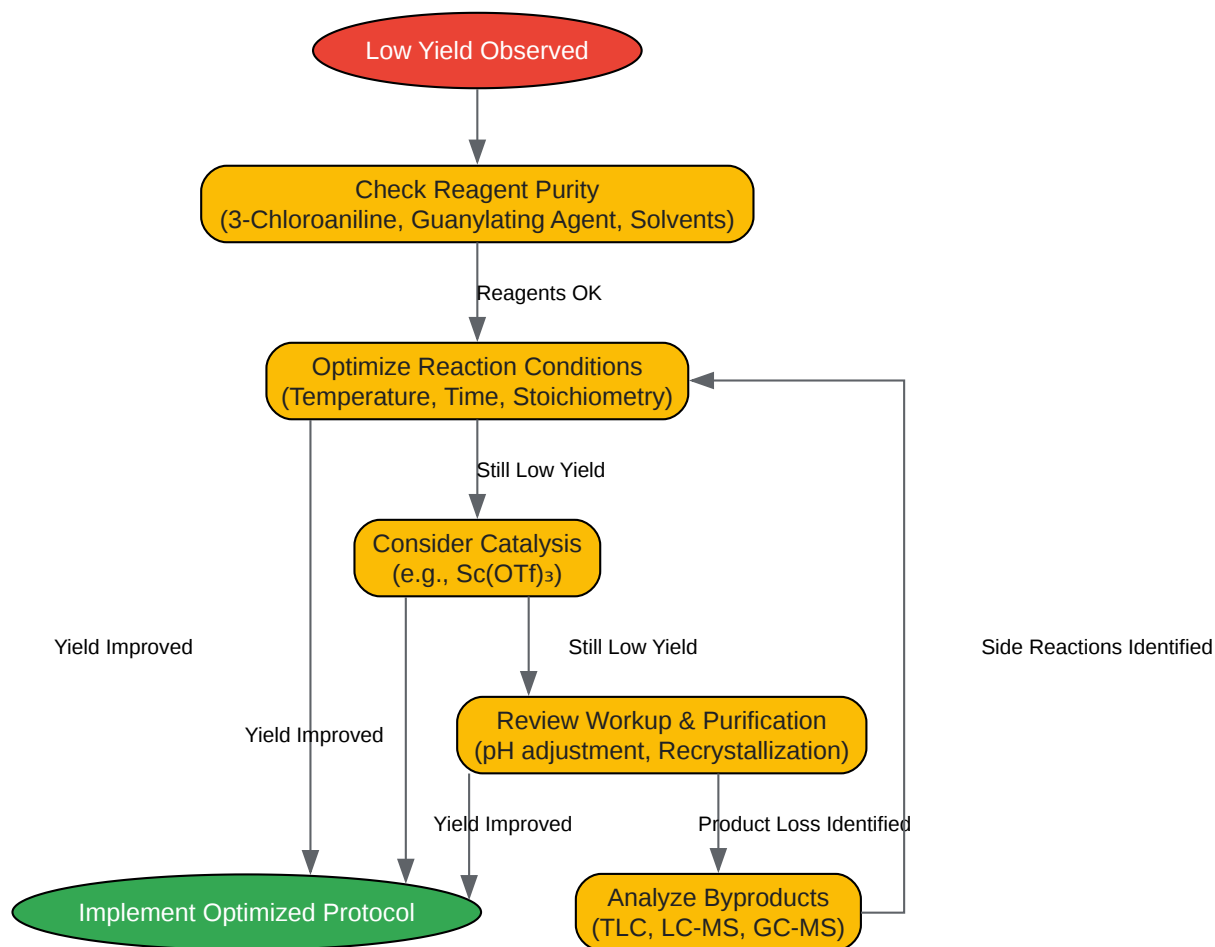 Low Yield Observed
Check Reagent Purity
(3-Chloroaniline, Guanylating Agent, Solvents)
Reagents OK
Optimize Reaction Conditions
(Temperature, Time, Stoichiometry)
Still Low Yield
Consider Catalysis
(e.g., Sc(OTf)₃)
Yield Improved
Still Low Yield
Side Reactions Identified
Review Workup & Purification
(pH adjustment, Recrystallization)
Yield Improved
Yield Improved
Product Loss Identified
Analyze Byproducts
(TLC, LC-MS, GC-MS)
Implement Optimized Protocol